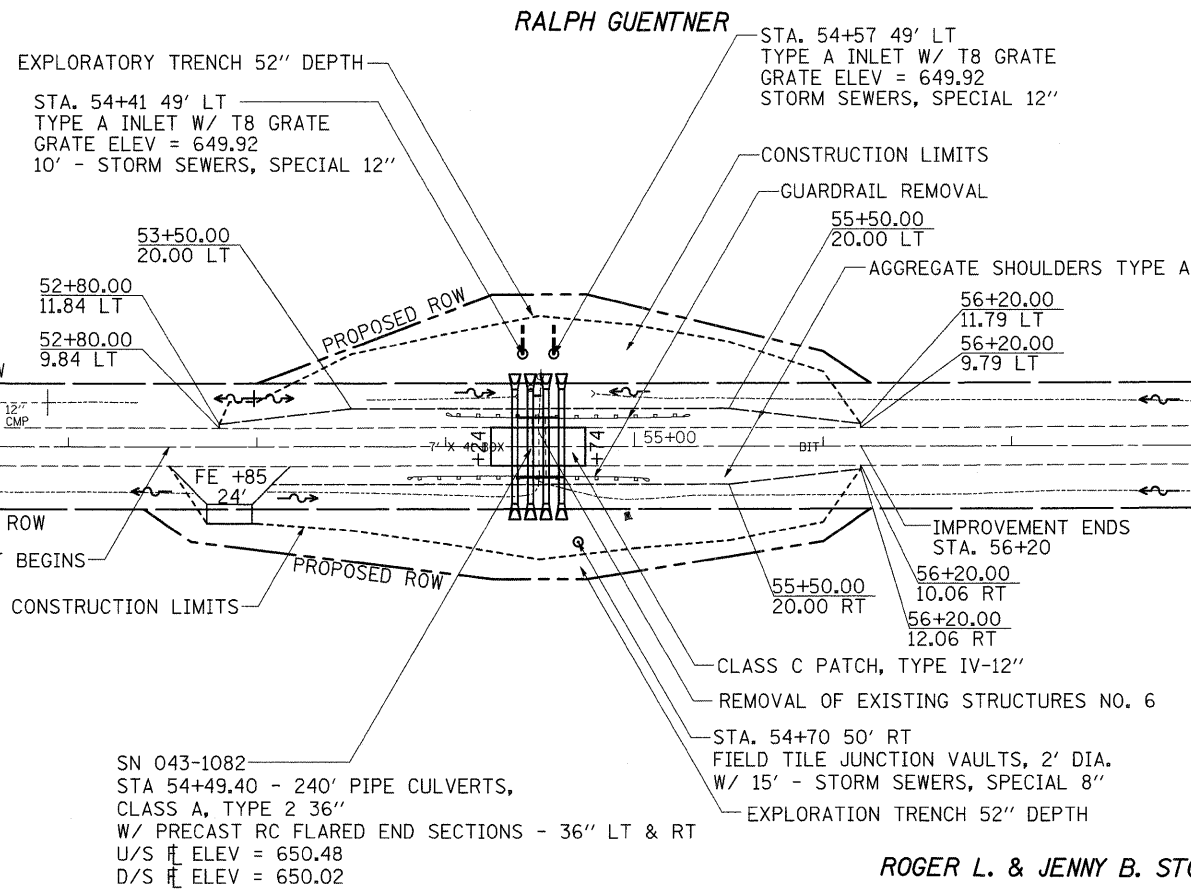 RALPH GUENTNER
EXPLORATORY TRENCH 52" DEPTH
STA. 54+41 49' LT
TYPE A INLET W/ T8 GRATE
GRATE ELEV = 649.92
10' - STORM SEWERS, SPECIAL 12"
STA. 54+57 49' LT
TYPE A INLET W/ T8 GRATE
GRATE ELEV = 649.92
STORM SEWERS, SPECIAL 12"
CONSTRUCTION LIMITS
GUARDRAIL REMOVAL
55+50.00
20.00 LT
AGGREGATE SHOULDERS TYPE A
53+50.00
20.00 LT
52+80.00
11.84 LT
52+80.00
9.84 LT
PROPOSED ROW
56+20.00
11.79 LT
56+20.00
9.79 LT
W
12"
CMP
7' X 4' BOX
+24
+74
55+00
BIT
FE +85
24'
ROW
T BEGINS
PROPOSED ROW
CONSTRUCTION LIMITS
IMPROVEMENT ENDS
STA. 56+20
56+20.00
10.06 RT
56+20.00
12.06 RT
55+50.00
20.00 RT
CLASS C PATCH, TYPE IV-12"
REMOVAL OF EXISTING STRUCTURES NO. 6
STA. 54+70 50' RT
FIELD TILE JUNCTION VAULTS, 2' DIA.
W/ 15' - STORM SEWERS, SPECIAL 8"
EXPLORATION TRENCH 52" DEPTH
SN 043-1082
STA 54+49.40 - 240' PIPE CULVERTS,
CLASS A, TYPE 2 36"
W/ PRECAST RC FLARED END SECTIONS - 36" LT & RT
U/S FL ELEV = 650.48
D/S FL ELEV = 650.02
ROGER L. & JENNY B. STO